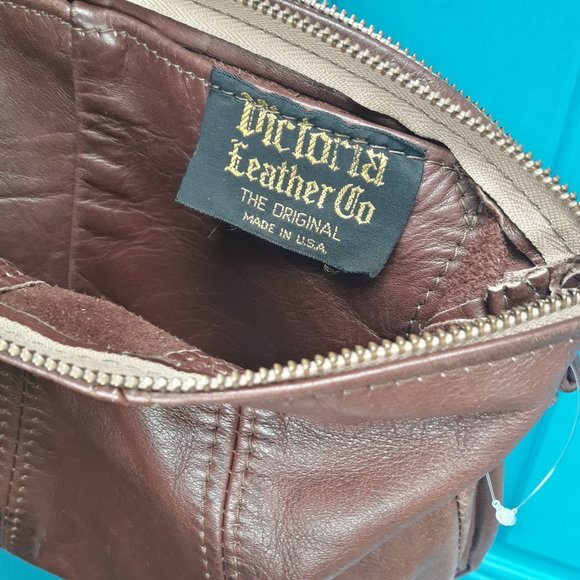 Victoria
Leather Co
THE ORIGINAL
MADE IN U.S.A.